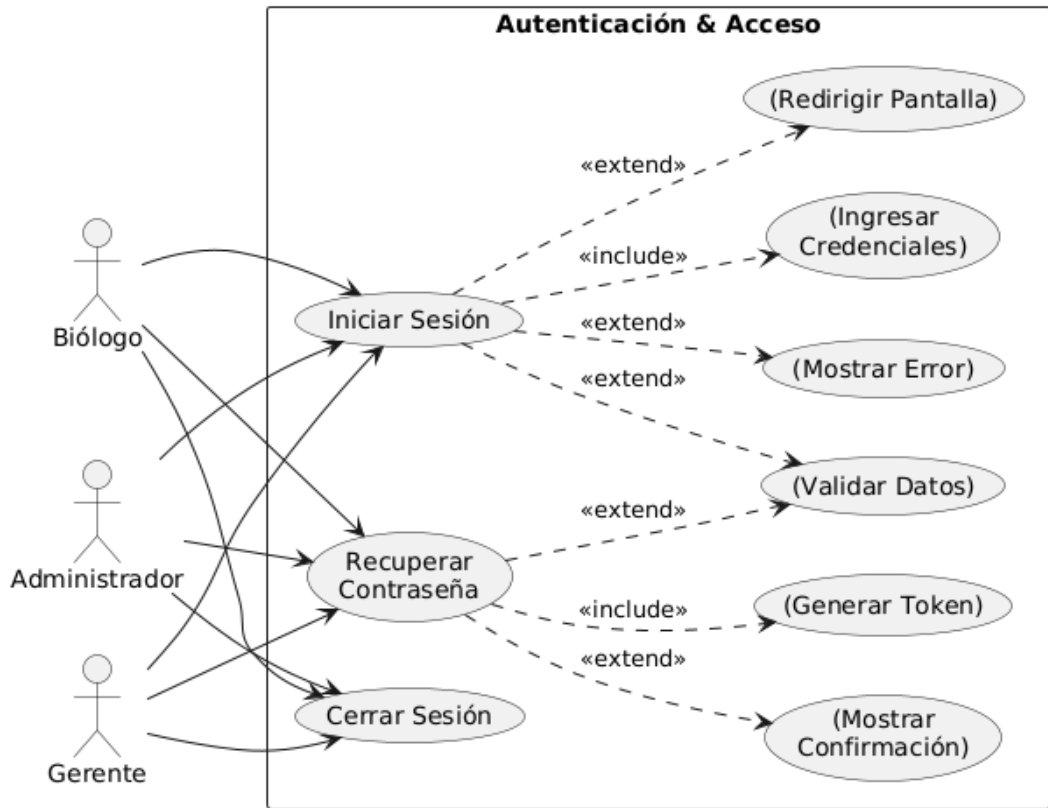 Autenticación & Acceso
(Redirigir Pantalla)
«extend»
(Ingresar
Credenciales)
«include»
Biólogo
Iniciar Sesión
«extend»
(Mostrar Error)
«extend»
(Validar Datos)
«extend»
Administrador
Recuperar
Contraseña
«include»
(Generar Token)
«extend»
Gerente
Cerrar Sesión
(Mostrar
Confirmación)